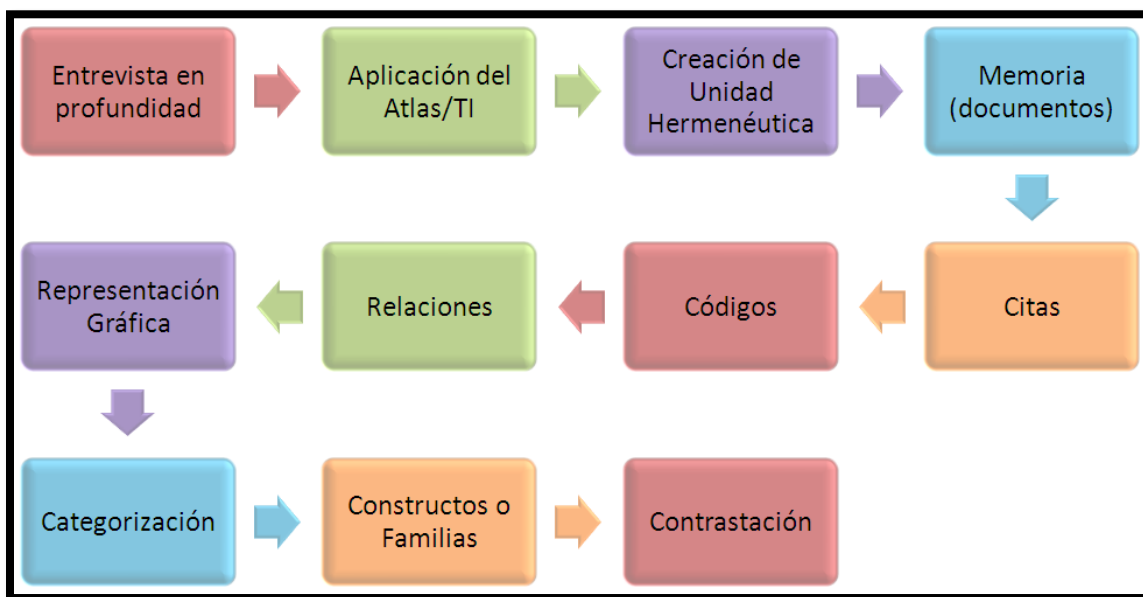 Entrevista en
profundidad
Aplicación del
Atlas/TI
Creación de
Unidad
Hermenéutica
Memoria
(documentos)
Citas
Códigos
Relaciones
Representación
Gráfica
Categorización
Constructos o
Familias
Contrastación